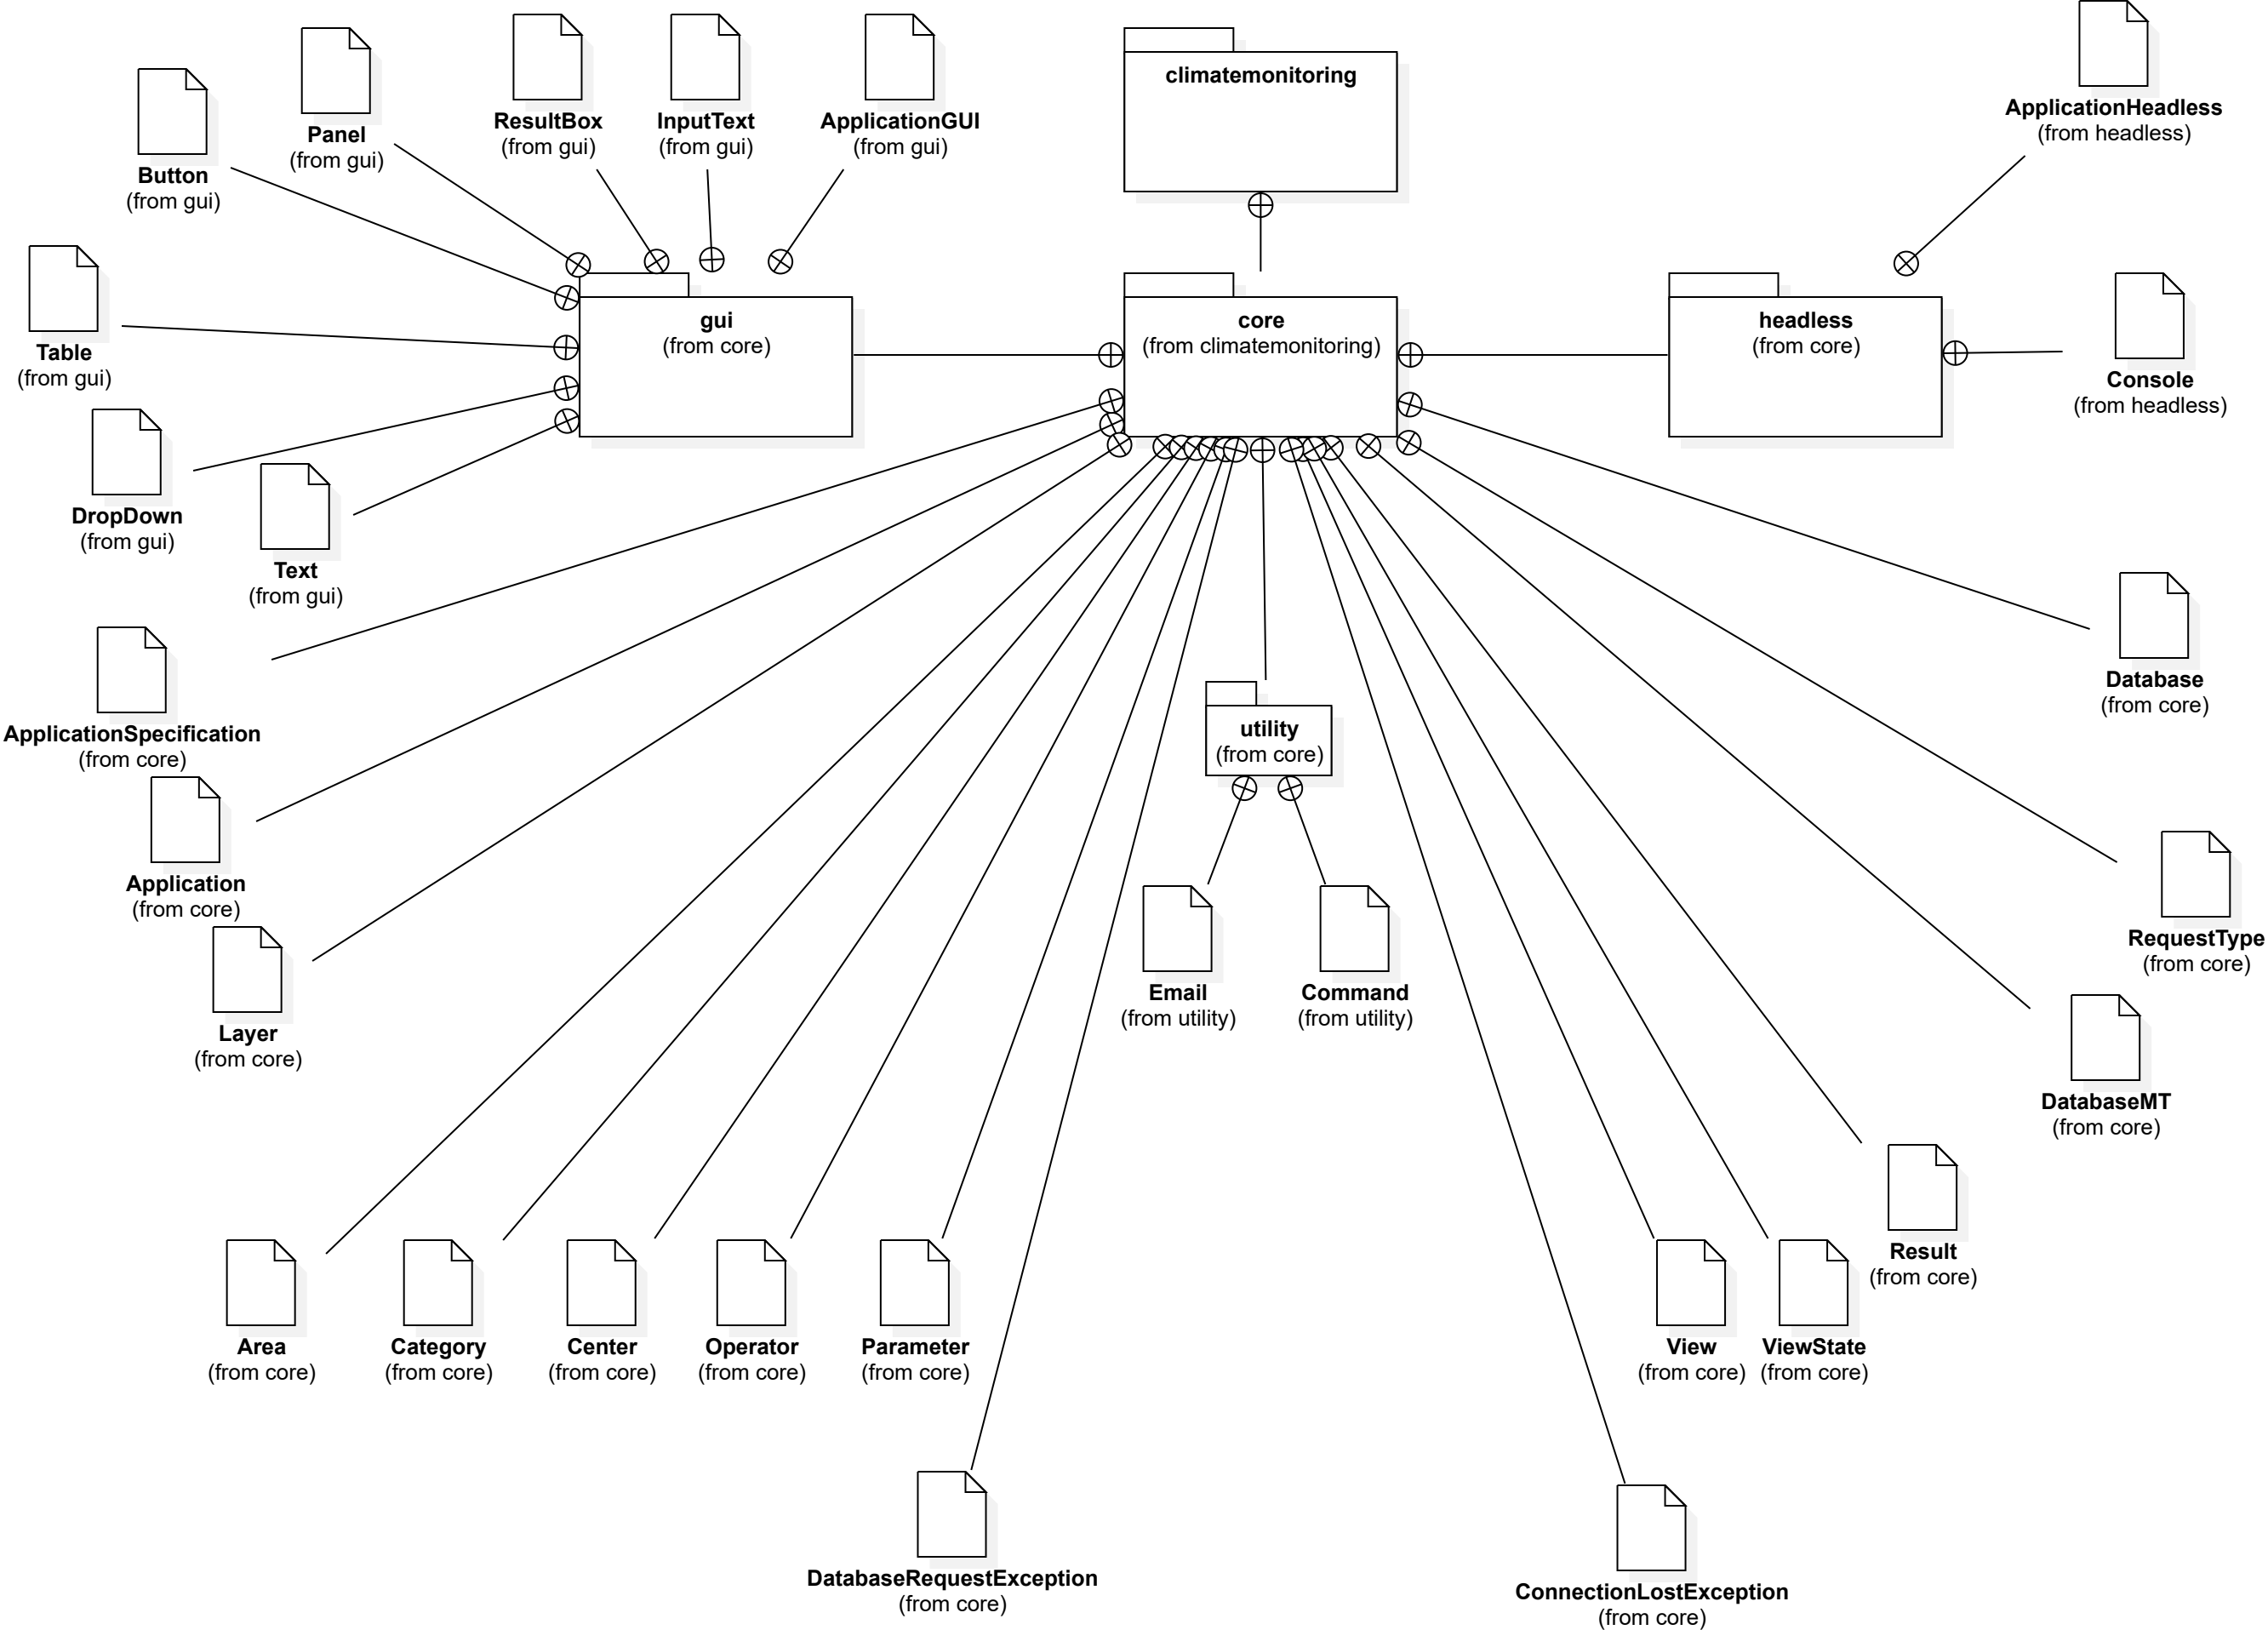 Panel
(from gui)
ResultBox
(from gui)
InputText
(from gui)
ApplicationGUI
(from gui)
climatemonitoring
ApplicationHeadless
(from headless)
Button
(from gui)
Table
(from gui)
gui
(from core)
core
(from climatemonitoring)
headless
(from core)
Console
(from headless)
DropDown
(from gui)
Text
(from gui)
ApplicationSpecification
(from core)
utility
(from core)
Database
(from core)
Application
(from core)
Layer
(from core)
Email
(from utility)
Command
(from utility)
RequestType
(from core)
DatabaseMT
(from core)
Result
(from core)
Area
(from core)
Category
(from core)
Center
(from core)
Operator
(from core)
Parameter
(from core)
View
(from core)
ViewState
(from core)
DatabaseRequestException
(from core)
ConnectionLostException
(from core)